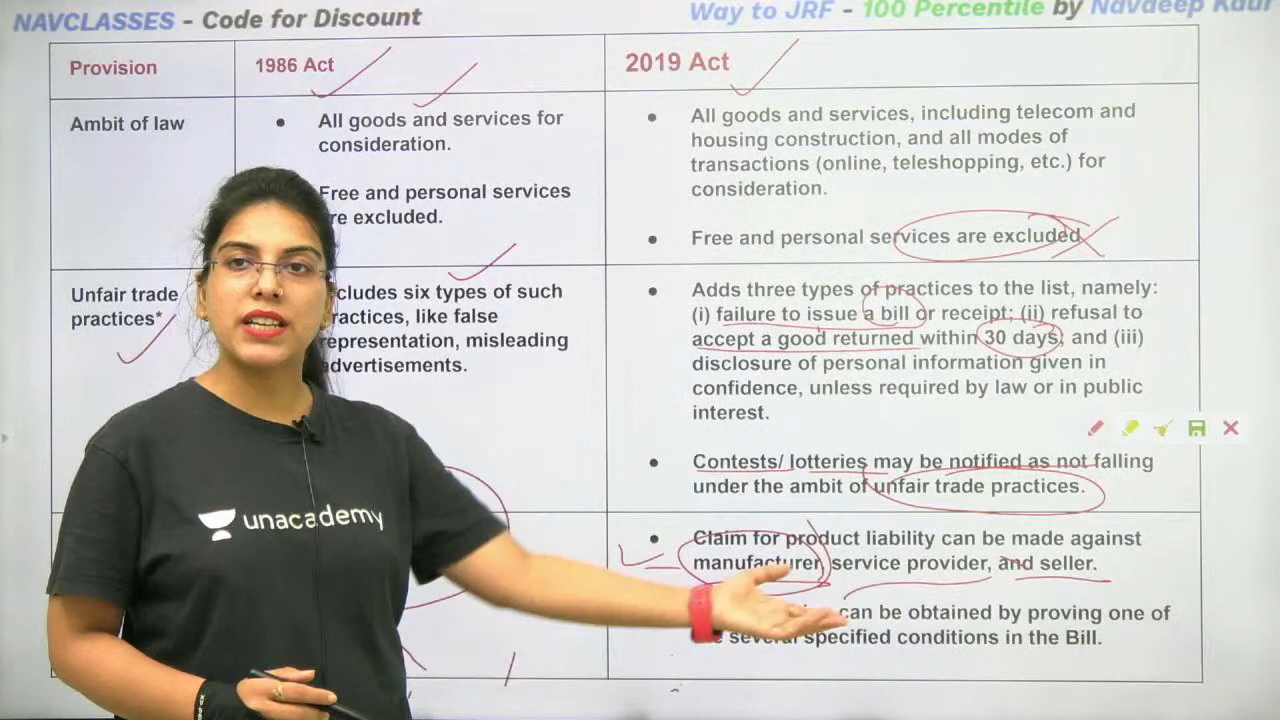 NAVCLASSES - Code for Discount
Way to JRF - 100 Percentile by Navdeep Kaur
Provision
1986 Act
2019 Act
Ambit of law
All goods and services for
consideration.
Free and personal services
are excluded.
All goods and services, including telecom and
housing construction, and all modes of
transactions (online, teleshopping, etc.) for
consideration.
Free and personal services are excluded
Unfair trade
practices*
cludes six types of such
ractices, like false
representation, misleading
advertisements.
Adds three types of practices to the list, namely:
(i) failure to issue a bill or receipt; (ii) refusal to
accept a good returned within 30 days; and (iii)
disclosure of personal information given in
confidence, unless required by law or in public
interest.
Contests/ lotteries may be notified as not falling
under the ambit of unfair trade practices.
Claim for product liability can be made against
manufacturer, service provider, and seller.
can be obtained by proving one of
several specified conditions in the Bill.
unacademy